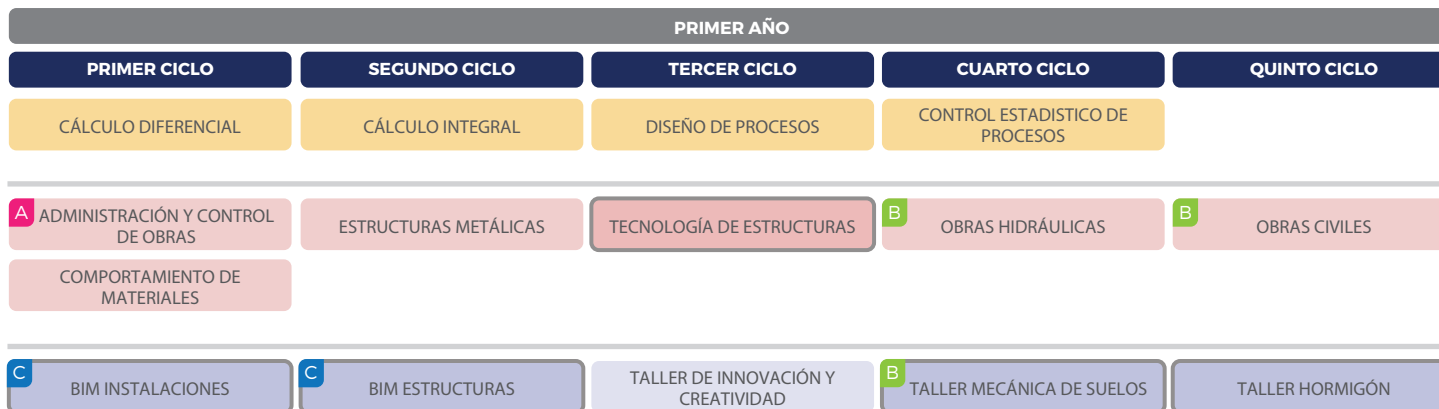 PRIMER AÑO
PRIMER CICLO
SEGUNDO CICLO
TERCER CICLO
CUARTO CICLO
QUINTO CICLO
CÁLCULO DIFERENCIAL
CÁLCULO INTEGRAL
DISEÑO DE PROCESOS
CONTROL ESTADISTICO DE
PROCESOS
A
ADMINISTRACIÓN Y CONTROL
DE OBRAS
ESTRUCTURAS METÁLICAS
TECNOLOGÍA DE ESTRUCTURAS
B
OBRAS HIDRÁULICAS
B
OBRAS CIVILES
COMPORTAMIENTO DE
MATERIALES
C
BIM INSTALACIONES
C
BIM ESTRUCTURAS
TALLER DE INNOVACIÓN Y
CREATIVIDAD
B
TALLER MECÁNICA DE SUELOS
TALLER HORMIGÓN